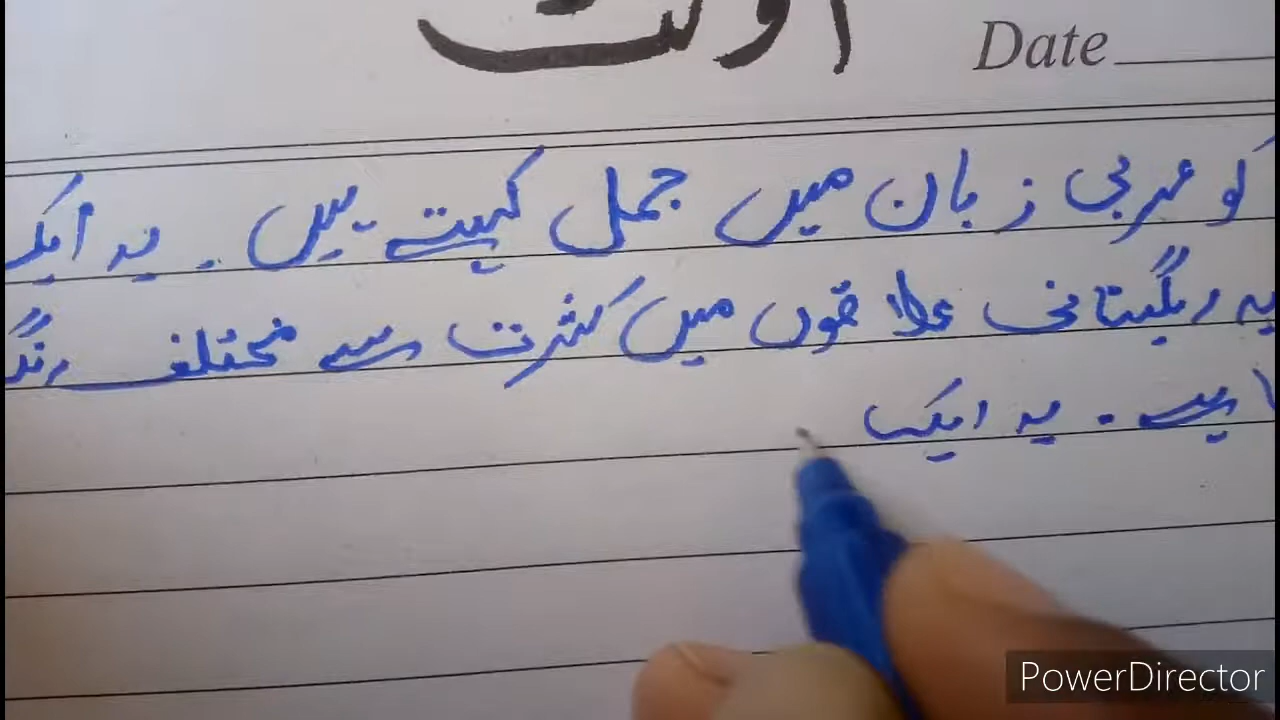 اونٹ
Date
کو عربی زبان میں جمل کہتے ہیں۔ یہ ایک
یہ ریگستانی علاقوں میں کثرت سے مختلف رنگ
ہے۔ یہ ایک
PowerDirector